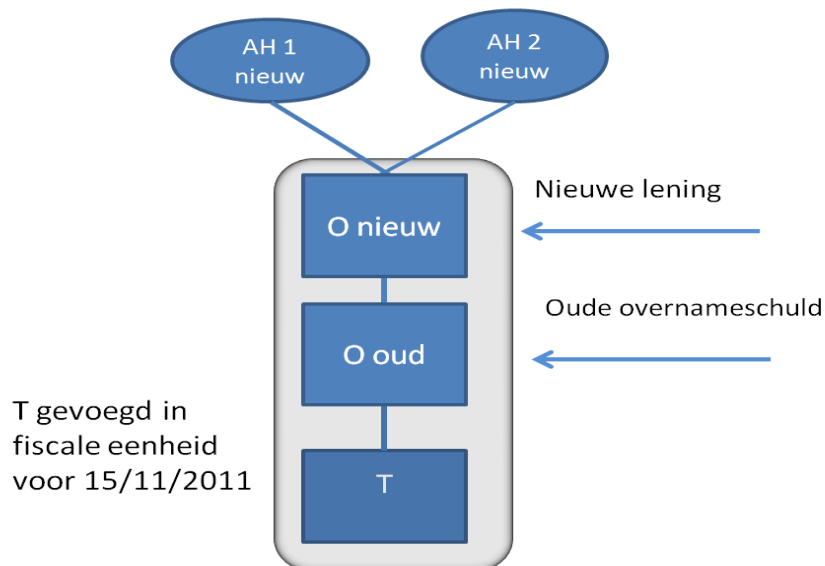 AH 1
nieuw
AH 2
nieuw
O nieuw
Nieuwe lening
O oud
Oude overnameschuld
T gevoegd in
fiscale eenheid
voor 15/11/2011
T